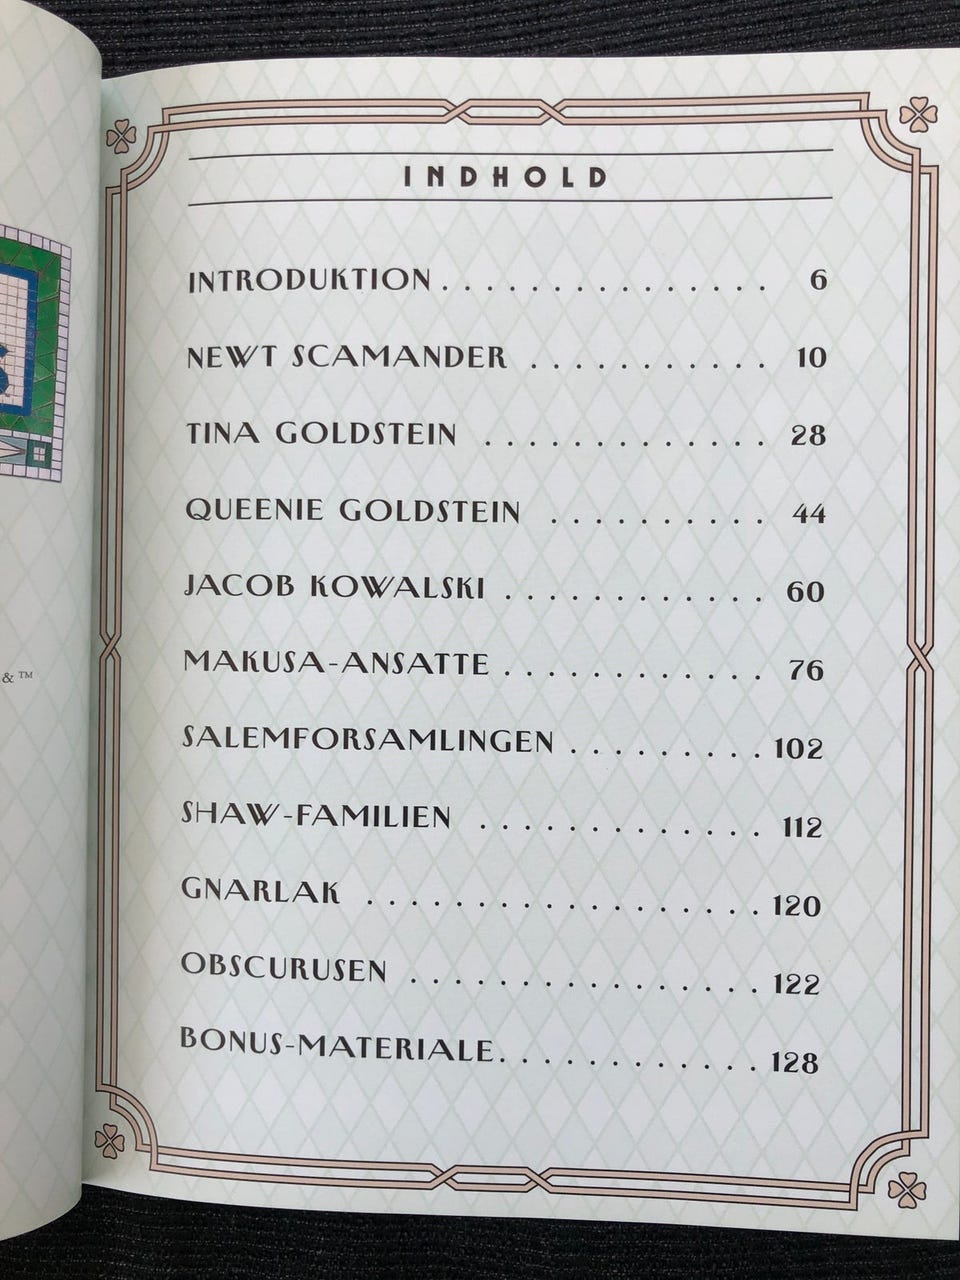 & ™
INDHOLD
INTRODUKTION . . . . . . . . . . . . . . . 6
NEWT SCAMANDER . . . . . . . . . . . 10
TINA GOLDSTEIN . . . . . . . . . . . . . 28
QUEENIE GOLDSTEIN . . . . . . . . . . 44
JACOB KOWALSKI . . . . . . . . . . . . 60
MAKUSA-ANSATTE . . . . . . . . . . . . 76
SALEMFORSAMLINGEN . . . . . . . . . 102
SHAW-FAMILIEN . . . . . . . . . . . . . 112
GNARLAK . . . . . . . . . . . . . . . . . . 120
OBSCURUSEN . . . . . . . . . . . . . . . . 122
BONUS-MATERIALE . . . . . . . . . . . . 128